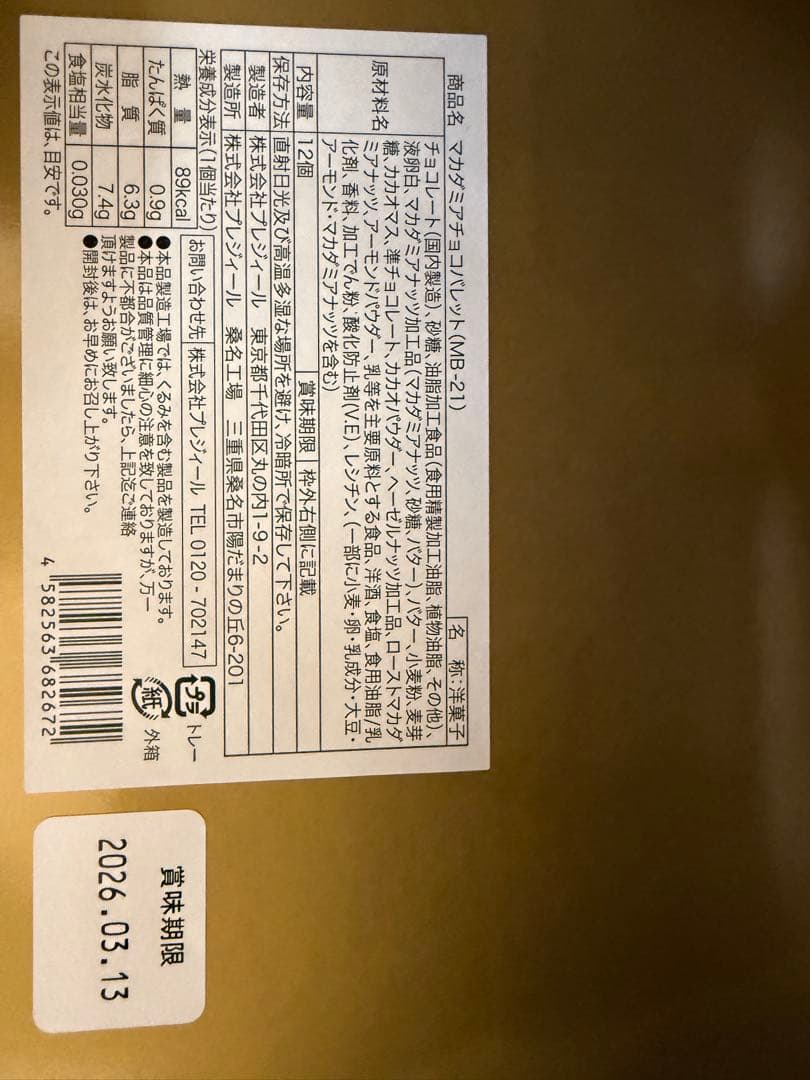 商品名 マカダミアチョコパレット(MB-21)
名 称:洋菓子
原材料名
チョコレート(国内製造)、砂糖、油脂加工食品(食用精製加工油脂、植物油脂、その他)、
液卵白、マカダミアナッツ加工品(マカダミアナッツ、砂糖、バター)、バター、小麦粉、麦芽
糖、カカオマス、準チョコレート、カカオパウダー、ヘーゼルナッツ加工品、ローストマカダ
ミアナッツ、アーモンドパウダー、乳等を主要原料とする食品、洋酒、食塩、食用油脂/乳
化剤、香料、加工でん粉、酸化防止剤(V.E)、レシチン、(一部に小麦・卵・乳成分・大豆・
アーモンド・マカダミアナッツを含む)
内容量 12個 賞味期限 枠外右側に記載
保存方法 直射日光及び高温多湿な場所を避け、冷暗所で保存して下さい。
製造者 株式会社プレジィール 東京都千代田区丸の内1-9-2
製造所 株式会社プレジィール 桑名工場 三重県桑名市陽だまりの丘6-201
栄養成分表示(1個当たり)
熱量 89kcal
たんぱく質 0.9g
脂質 6.3g
炭水化物 7.4g
食塩相当量 0.030g
この表示値は、目安です。
お問い合わせ先 株式会社プレジィール TEL 0120-702147
●本品製造工場では、くるみを含む製品を製造しております。
●本品は品質管理に細心の注意を致しておりますが、万一
製品に不都合がございましたら、上記迄ご連絡
頂けますようお願い致します。
●開封後は、お早めにお召し上がり下さい。
プラ トレー
紙 外箱
4 582563 682672
賞味期限
2026.03.13